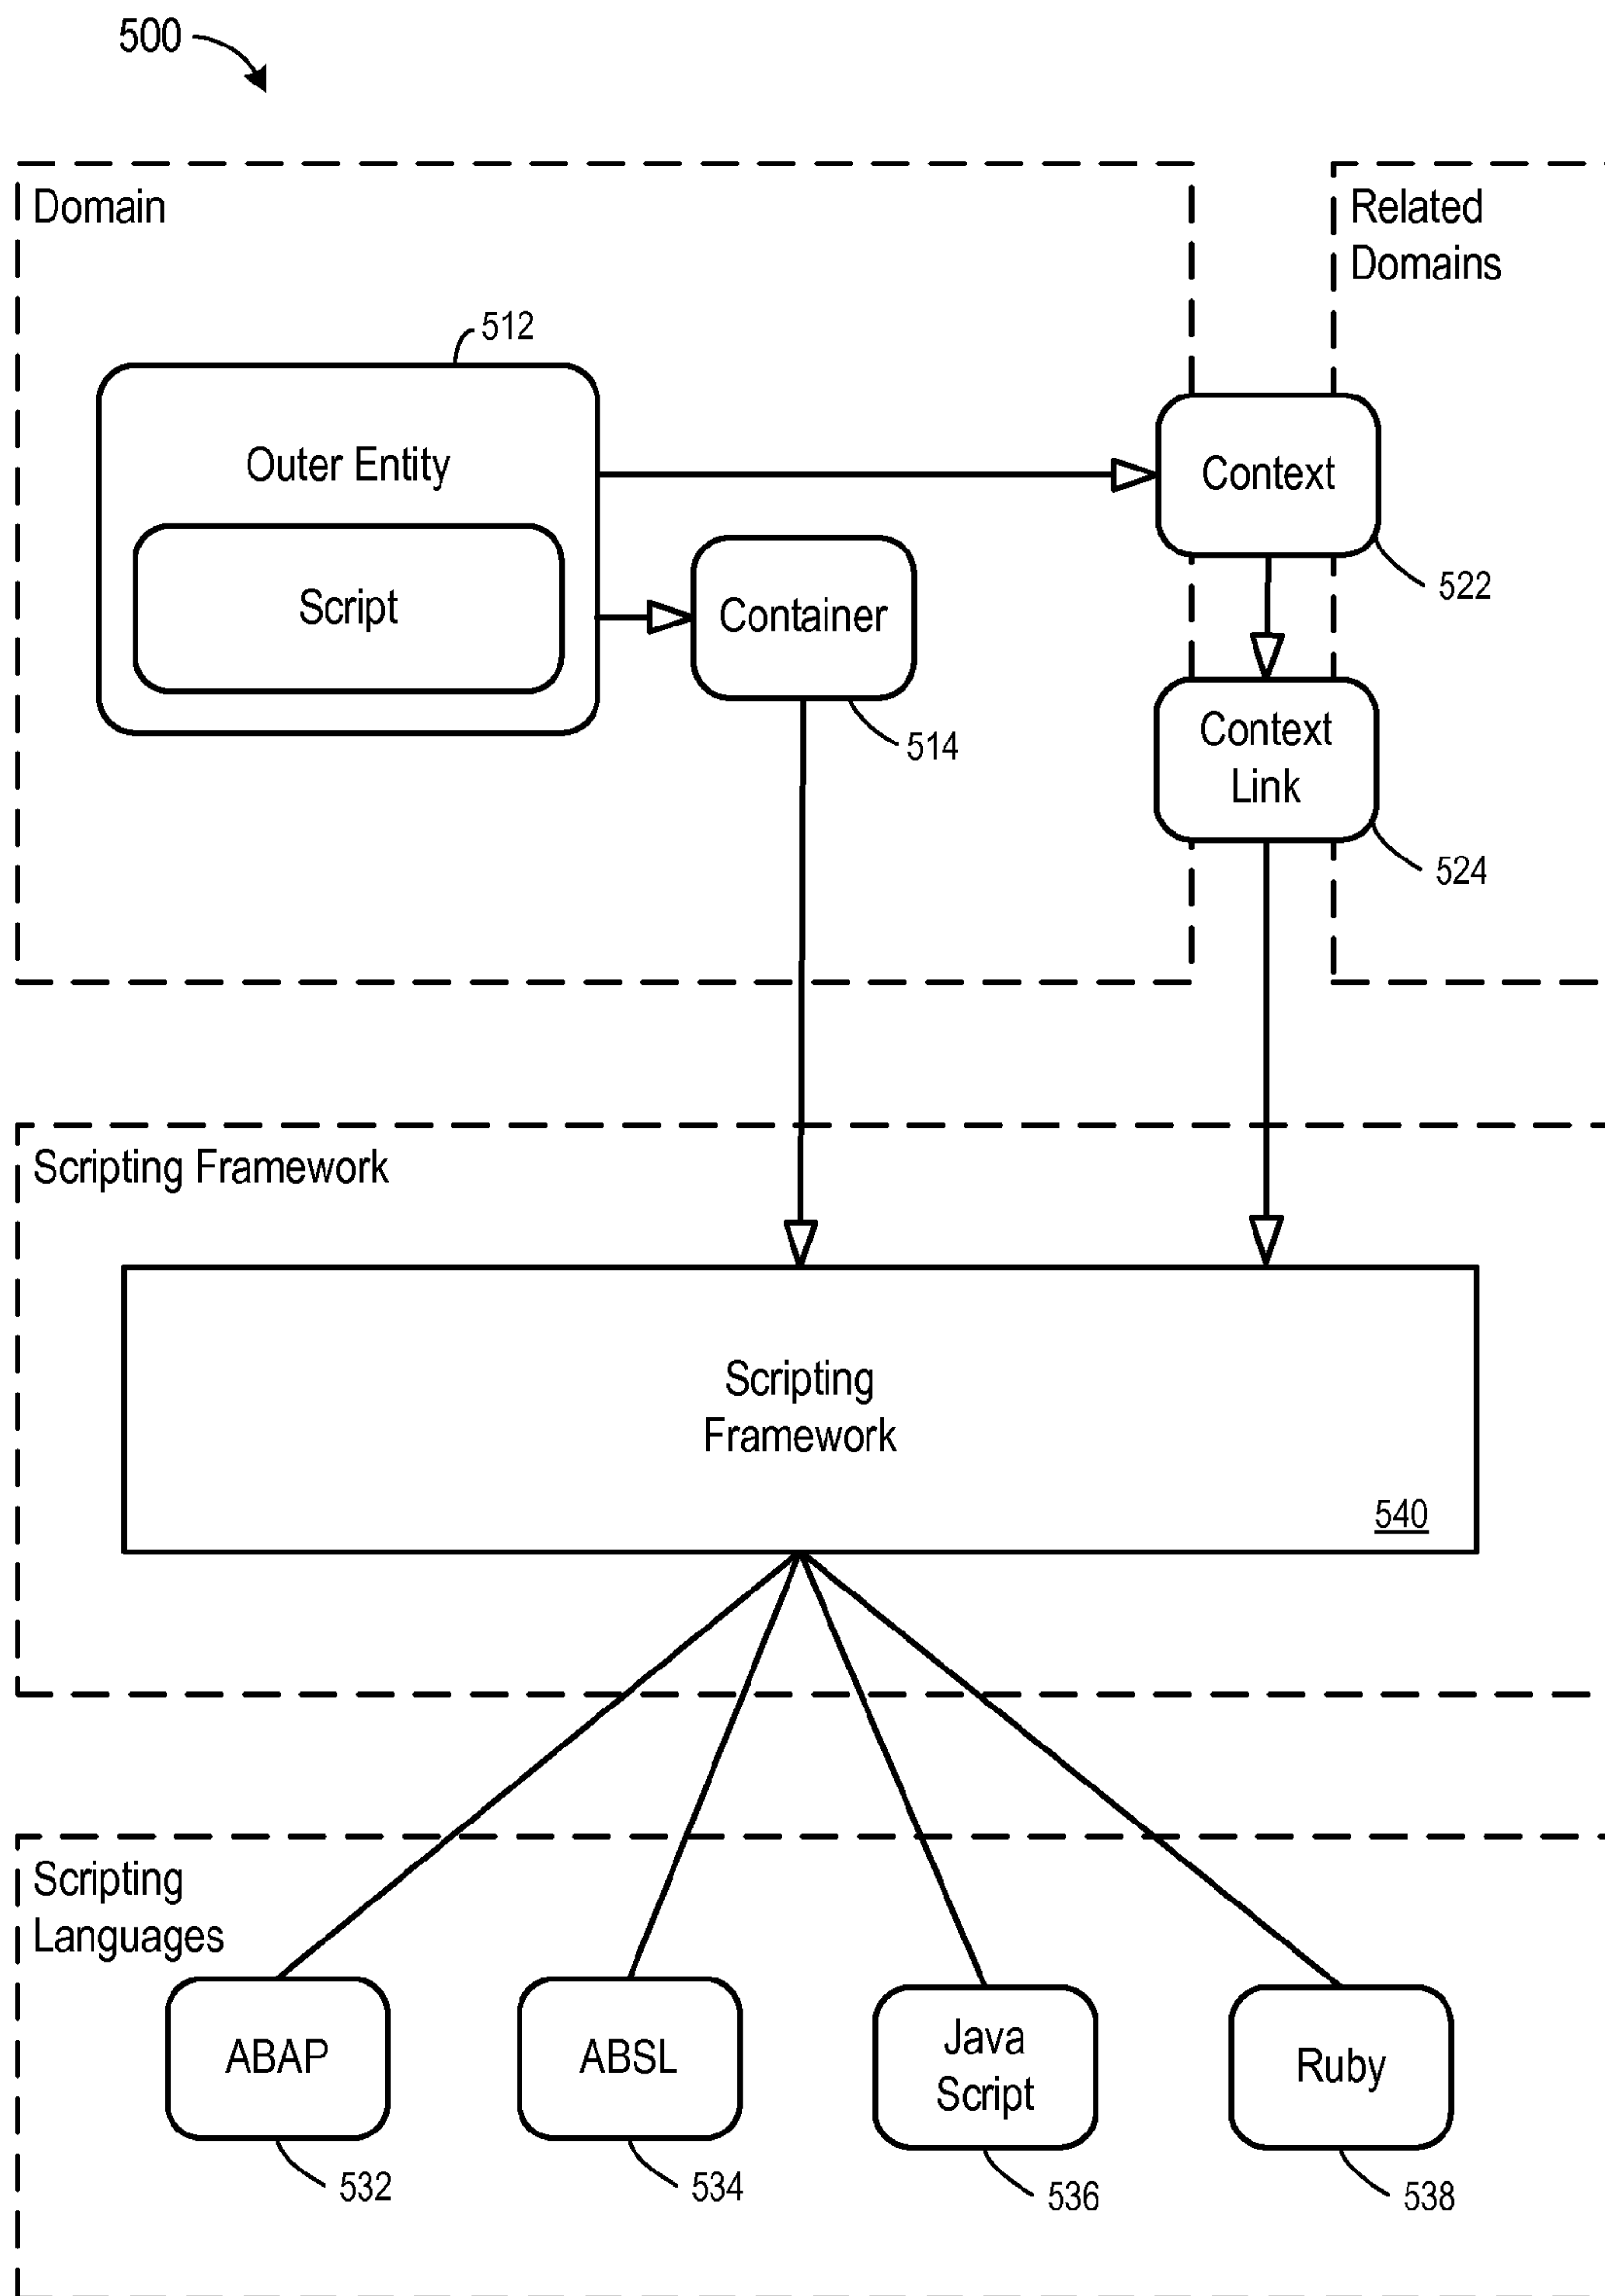 500
Domain
Related
Domains
512
Outer Entity
Context
522
Script
Container
514
Context
Link
524
Scripting Framework
Scripting
Framework
540
Scripting
Languages
ABAP
ABSL
Java
Script
Ruby
532
534
536
538